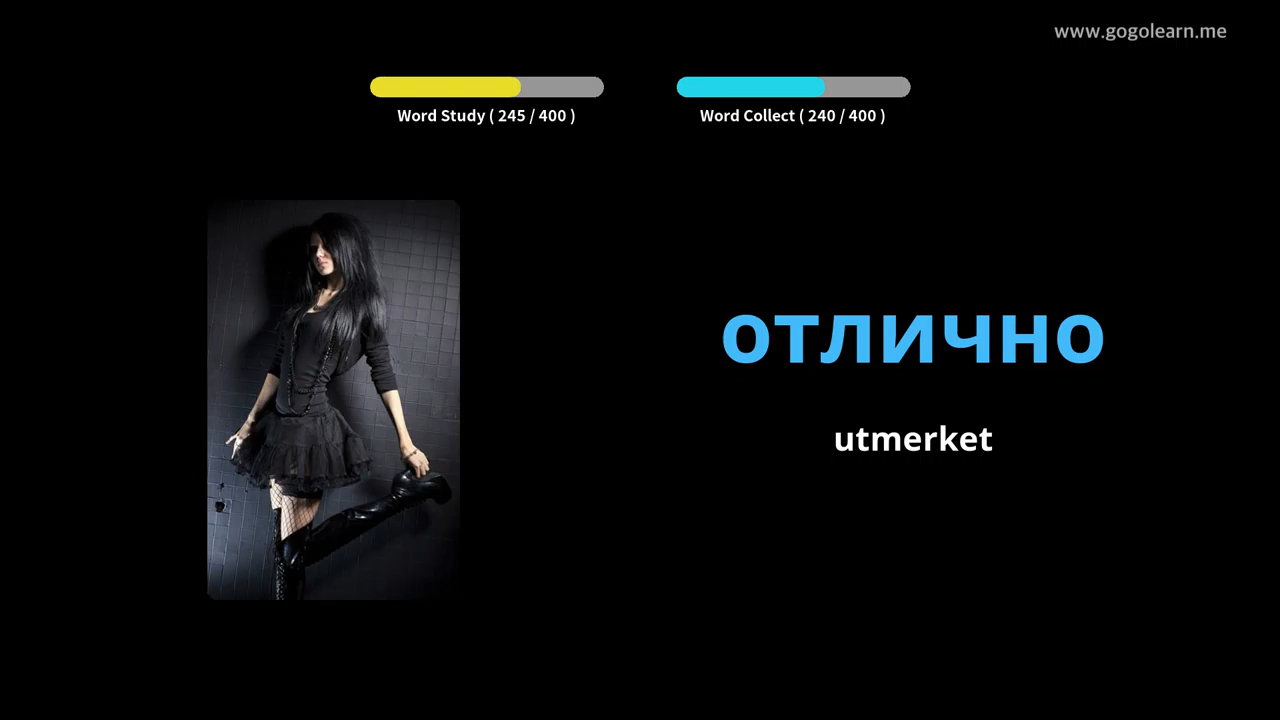 www.gogolearn.me
Word Study ( 245 / 400 )
Word Collect ( 240 / 400 )
отлично
utmerket